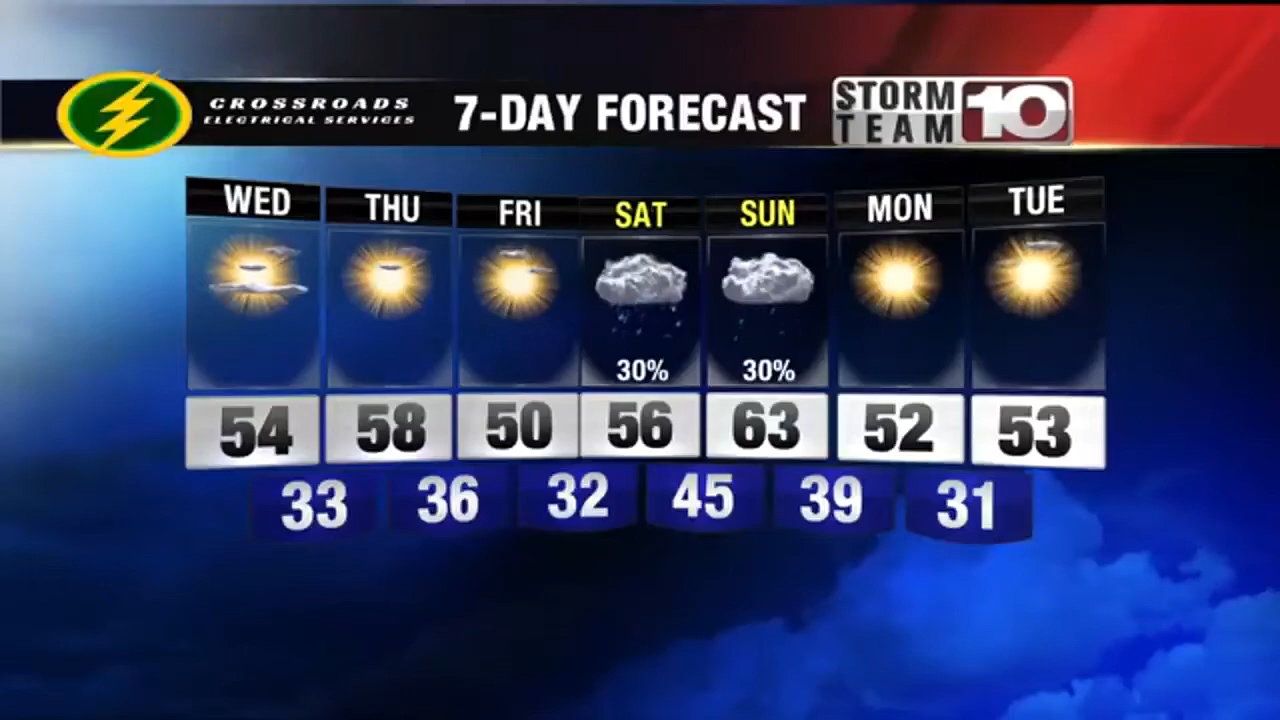 CROSSROADS
ELECTRICAL SERVICES
7-DAY FORECAST
STORM
TEAM
10
WED THU FRI SAT SUN MON TUE
30% 30%
54 58 50 56 63 52 53
33 36 32 45 39 31